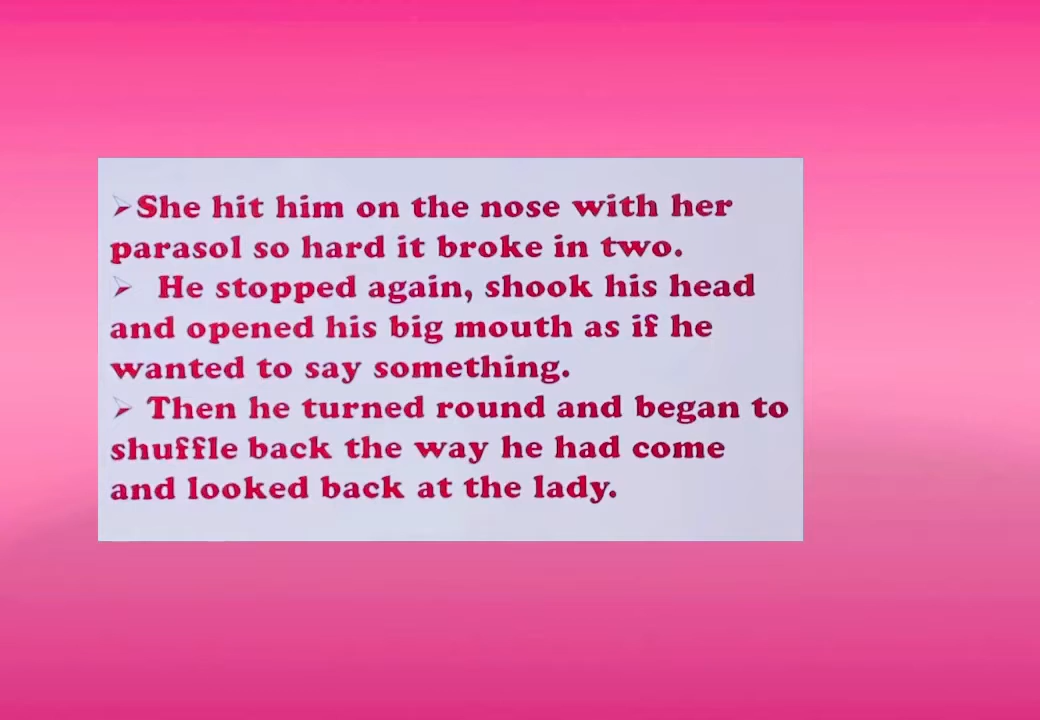 ➢She hit him on the nose with her
parasol so hard it broke in two.
➢ He stopped again, shook his head
and opened his big mouth as if he
wanted to say something.
➢ Then he turned round and began to
shuffle back the way he had come
and looked back at the lady.